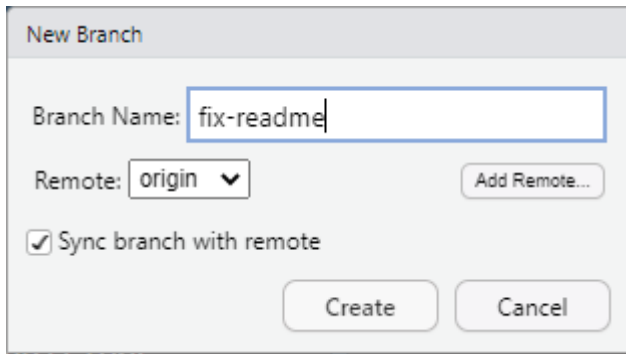 New Branch
Branch Name: fix-readme
Remote: origin Add Remote...
Sync branch with remote
Create Cancel